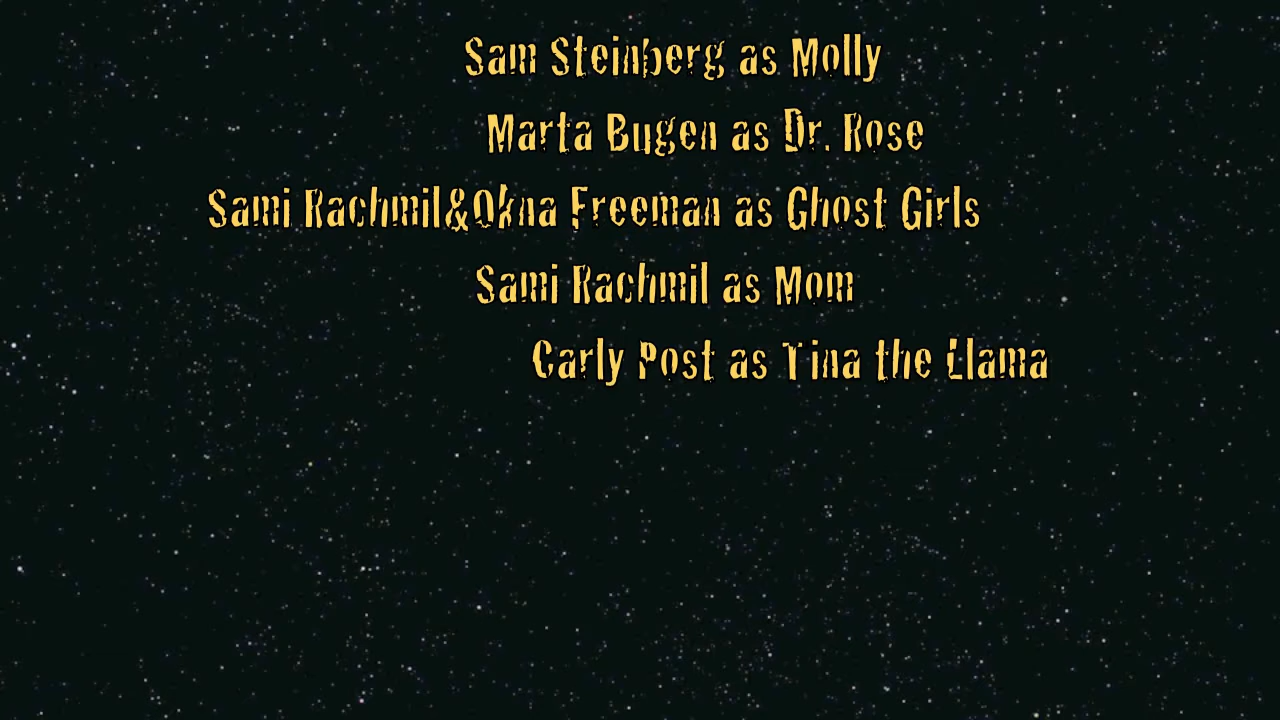 Sam Steinberg as Molly
Marta Bugen as Dr. Rose
Sami Rachmil&Okna Freeman as Ghost Girls
Sami Rachmil as Mom
Carly Post as Tina the Llama